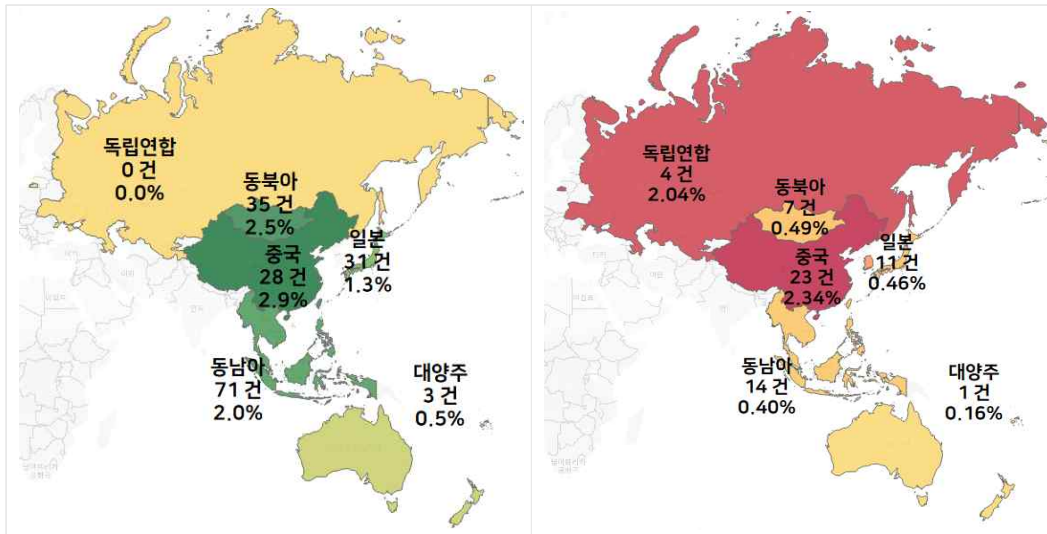 독립연합
0 건
0.0%
동북아
35 건
2.5%
일본
31 건
1.3%
중국
28 건
2.9%
동남아
71 건
2.0%
대양주
3 건
0.5%
독립연합
4 건
2.04%
동북아
7 건
0.49%
일본
11 건
0.46%
중국
23 건
2.34%
동남아
14 건
0.40%
대양주
1 건
0.16%